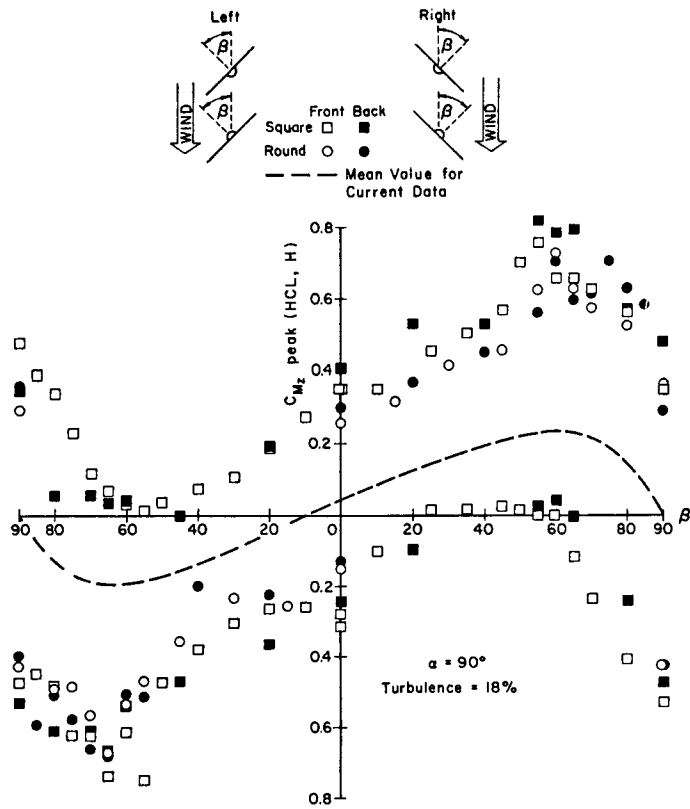 Left
Right
β
β
β
β
WIND
WIND
Front Back
Square
Round
Mean Value for
Current Data
C_Mz peak (HCL, H)
0.8
0.6
0.4
0.2
90 80 60 40 20 0 20 40 60 80 90 β
0.2
0.4
0.6
0.8
α = 90°
Turbulence = 18%